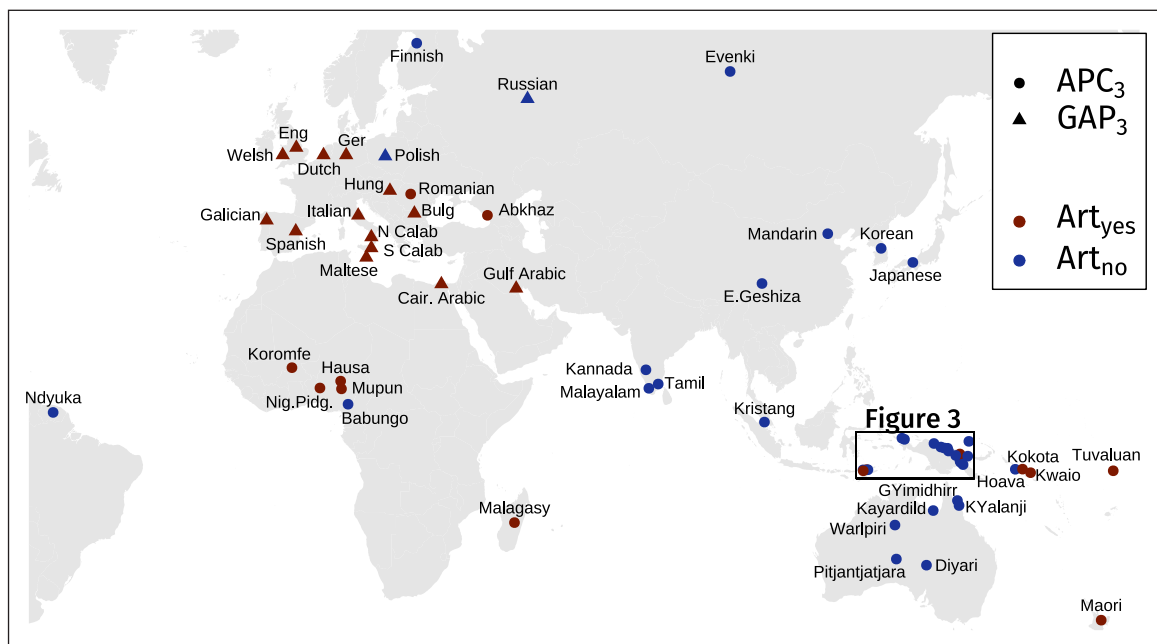 Finnish
Evenki
Russian
APC3
GAP3
Artyes
Artno
Eng
Ger
Welsh
Dutch
Polish
Hung
Romanian
Galician
Italian
Bulg
Abkhaz
Spanish
N Calab
S Calab
Maltese
Mandarin
Korean
Japanese
Cair. Arabic
Gulf Arabic
E.Geshiza
Koromfe
Hausa
Mupun
Nig.Pidg.
Babungo
Ndyuka
Kannada
Malayalam
Tamil
Kristang
Figure 3
Kokota
Tuvaluan
Hoava
Kwaio
GYimidhirr
Kayardild
KYalanji
Malagasy
Warlpiri
Pitjantjatjara
Diyari
Maori